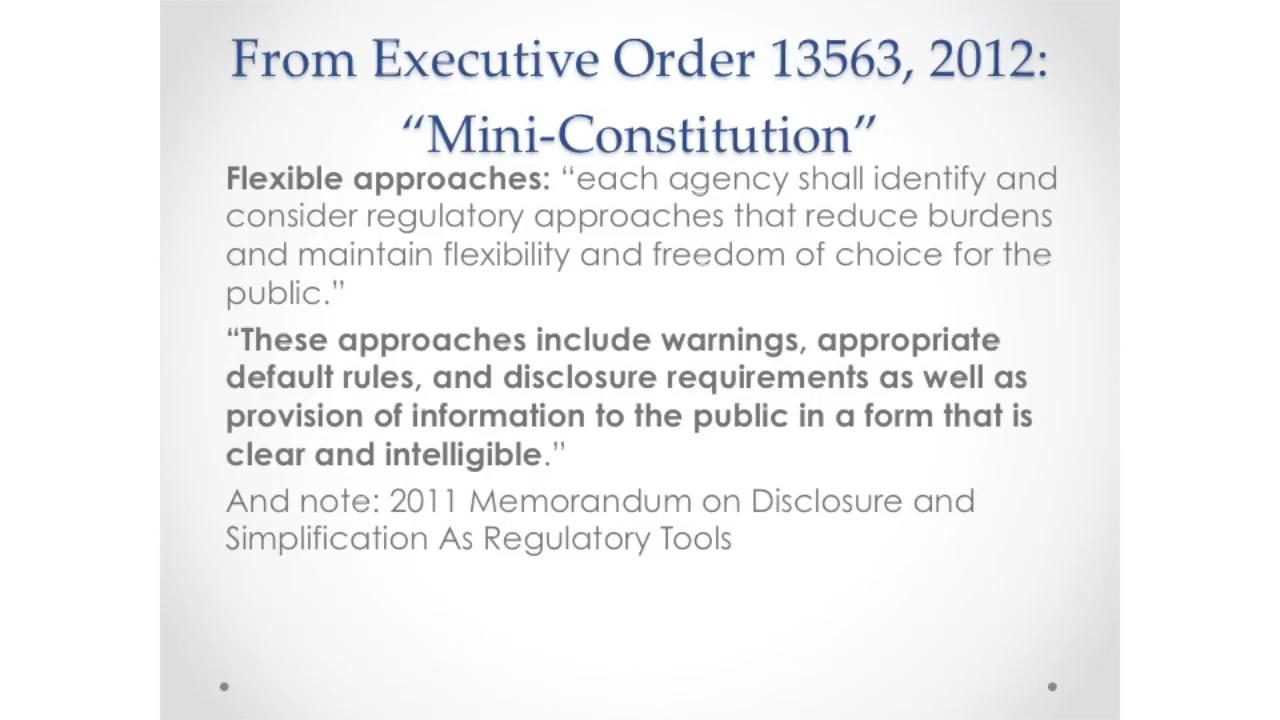 From Executive Order 13563, 2012:
“Mini-Constitution”
Flexible approaches: “each agency shall identify and
consider regulatory approaches that reduce burdens
and maintain flexibility and freedom of choice for the
public.”
“These approaches include warnings, appropriate
default rules, and disclosure requirements as well as
provision of information to the public in a form that is
clear and intelligible.”
And note: 2011 Memorandum on Disclosure and
Simplification As Regulatory Tools